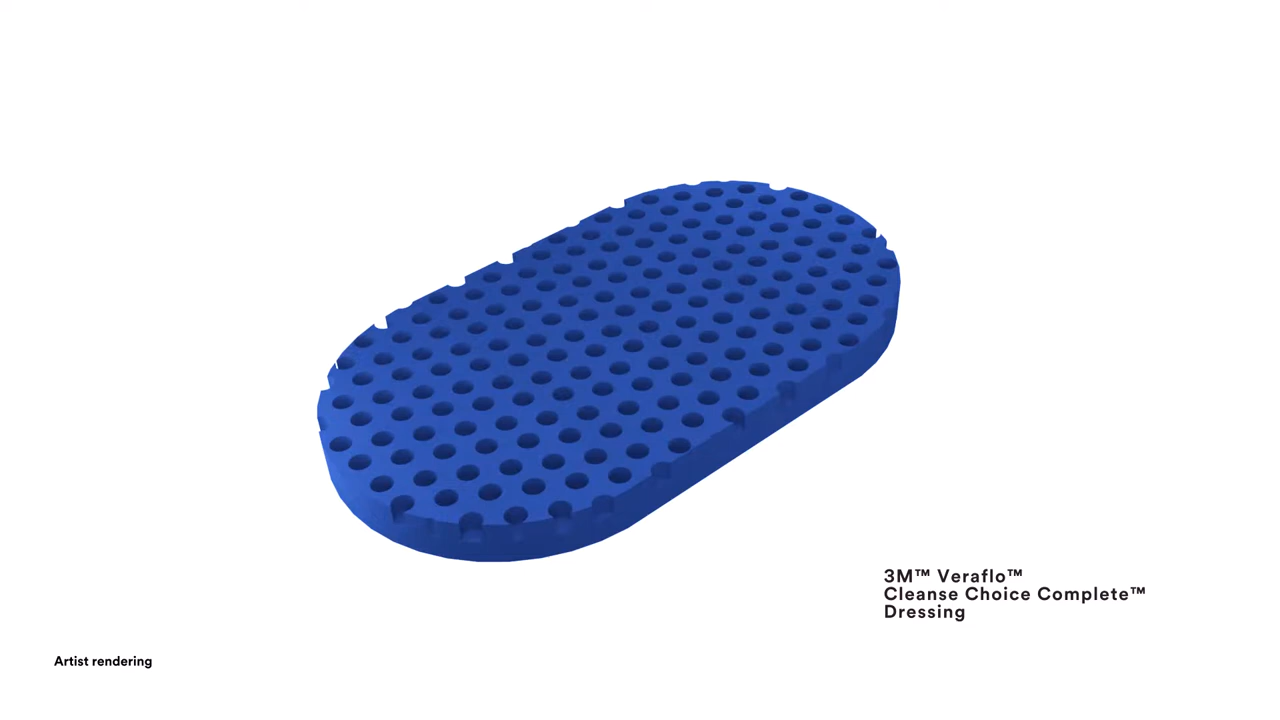 3M™ Veraflo™
Cleanse Choice Complete™
Dressing
Artist rendering